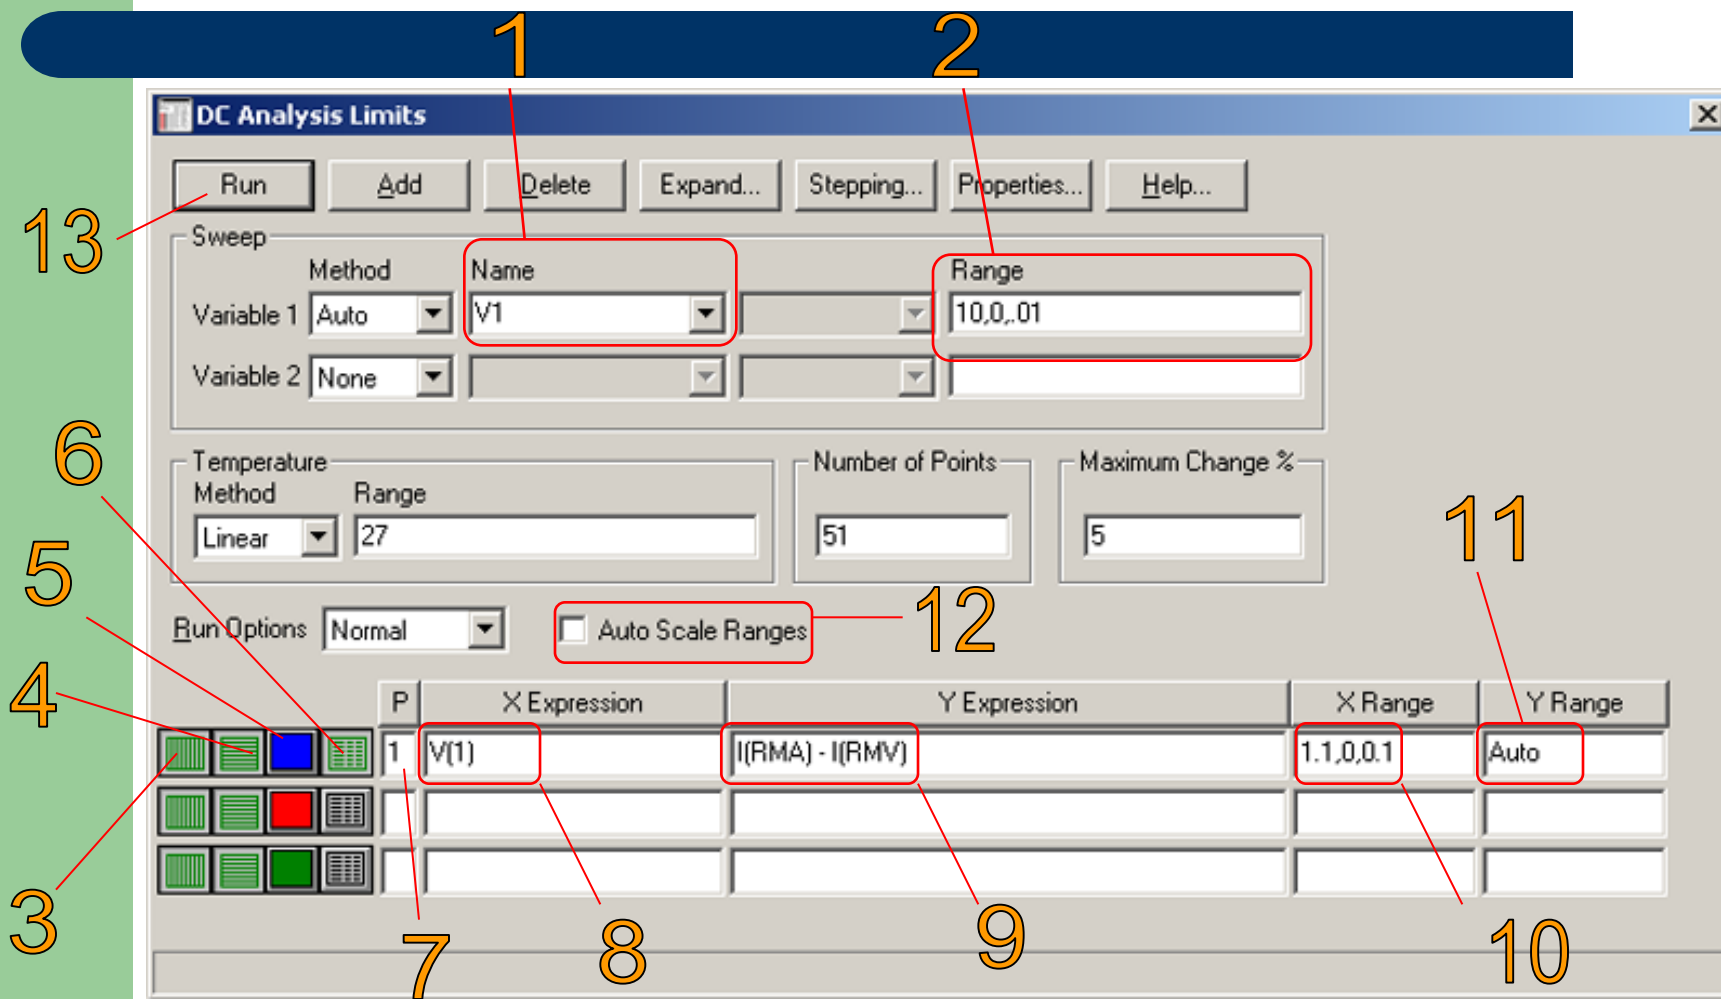 1 2
DC Analysis Limits
Run Add Delete Expand... Stepping... Properties... Help...
13
Sweep
Method Name Range
Variable 1 Auto V1 10,0,.01
Variable 2 None
6
Temperature Number of Points Maximum Change %
Method Range
Linear 27 51 5
11
5
12
Run Options Normal Auto Scale Ranges
4
P X Expression Y Expression X Range Y Range
1 V(1) I(RMA) - I(RMV) 1.1,0,0.1 Auto
3 7 8 9 10